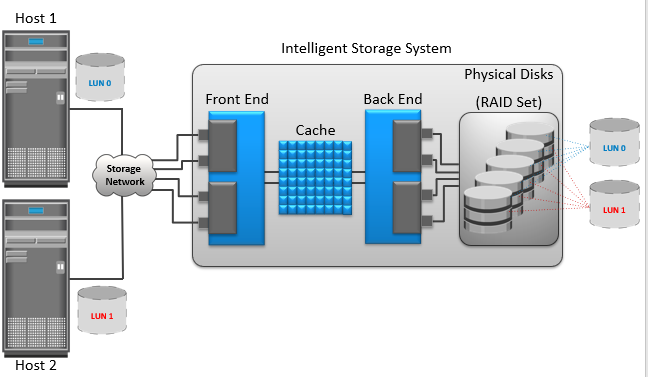 Host 1
LUN 0
Intelligent Storage System
Physical Disks
(RAID Set)
Front End
Cache
Back End
Storage
Network
LUN 0
LUN 1
LUN 1
Host 2